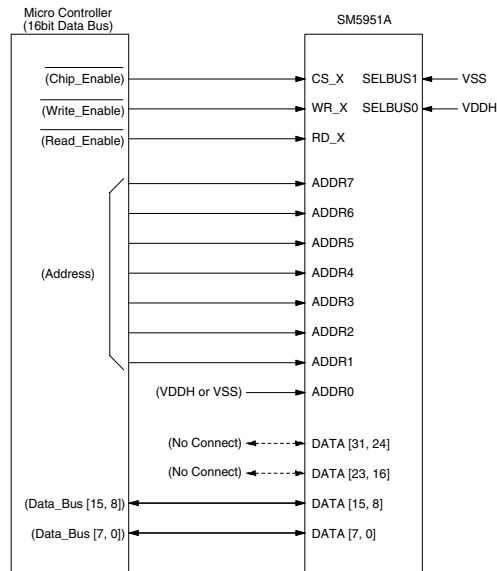 Micro Controller
(16bit Data Bus)
SM5951A
(Chip_Enable)
CS_X
SELBUS1
VSS
(Write_Enable)
WR_X
SELBUS0
VDDH
(Read_Enable)
RD_X
ADDR7
ADDR6
ADDR5
(Address)
ADDR4
ADDR3
ADDR2
ADDR1
(VDDH or VSS)
ADDR0
(No Connect)
DATA [31, 24]
(No Connect)
DATA [23, 16]
(Data_Bus [15, 8])
DATA [15, 8]
(Data_Bus [7, 0])
DATA [7, 0]